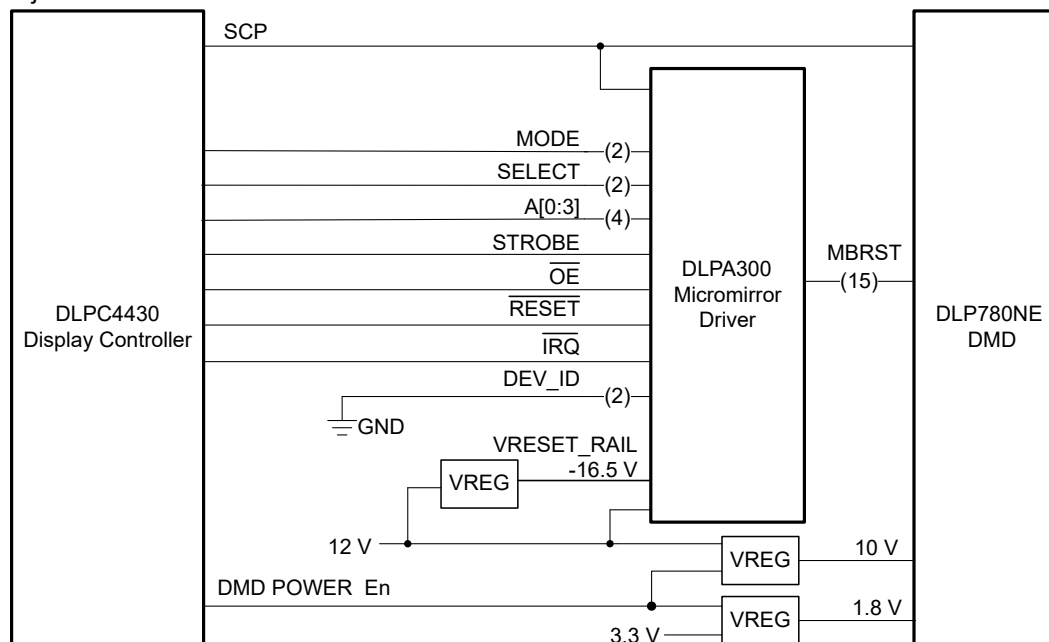 SCP
MODE
(2)
SELECT
(2)
A[0:3]
(4)
STROBE
OE
RESET
IRQ
DEV_ID
(2)
GND
VRESET_RAIL
-16.5 V
VREG
12 V
DMD POWER En
3.3 V
DLPC4430
Display Controller
DLPA300
Micromirror
Driver
MBRST
(15)
DLP780NE
DMD
VREG
10 V
VREG
1.8 V